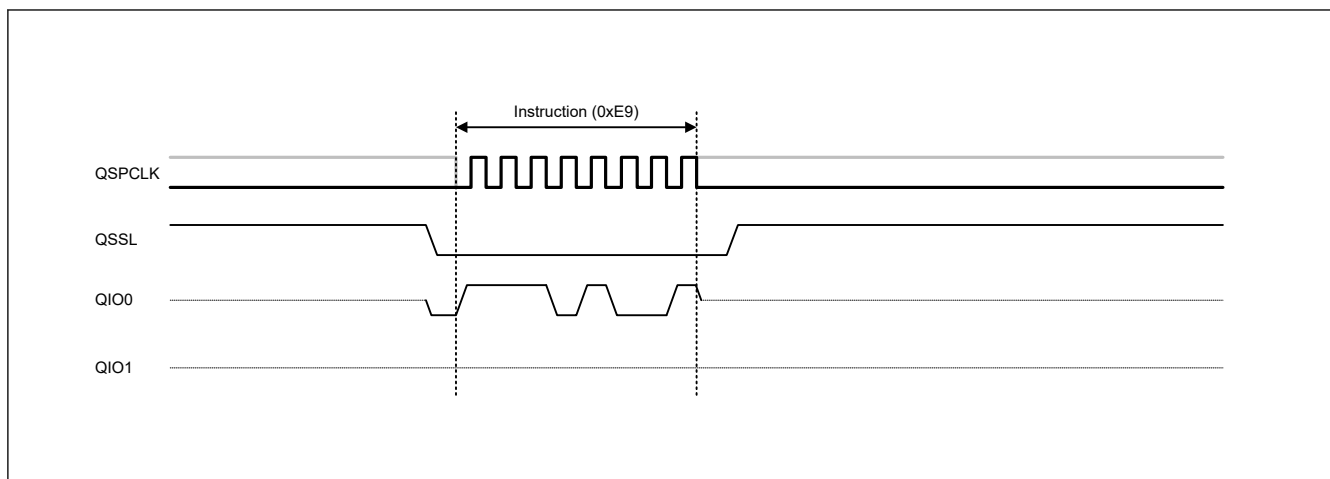 Instruction (0xE9)
QSPCLK
QSSL
QIO0
QIO1